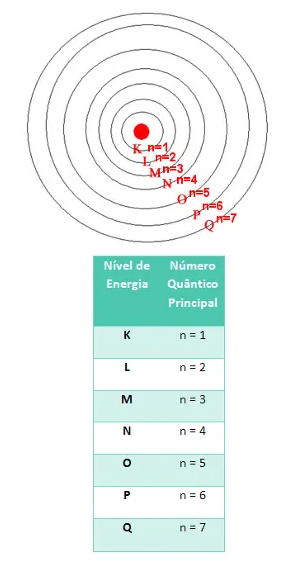 K n=1
L n=2
M n=3
N n=4
O n=5
P n=6
Q n=7
Nível de Energia Número Quântico Principal
K n = 1
L n = 2
M n = 3
N n = 4
O n = 5
P n = 6
Q n = 7